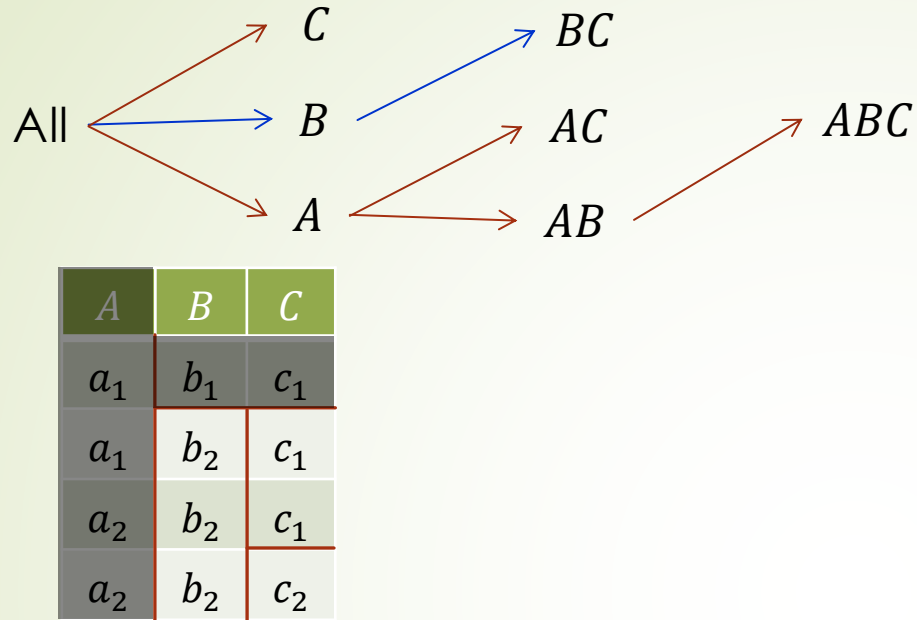 C BC
All B AC ABC
A AB
A B C
a₁ b₁ c₁
a₁ b₂ c₁
a₂ b₂ c₁
a₂ b₂ c₂